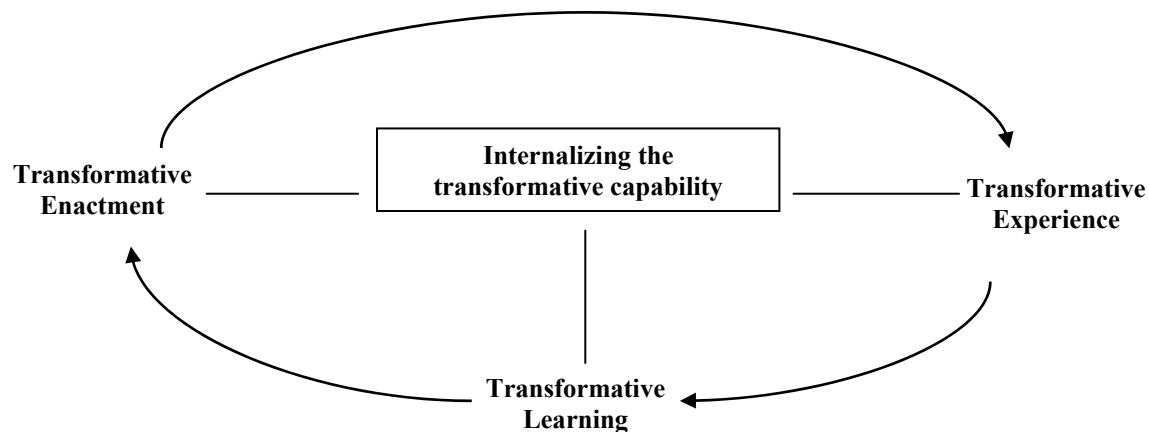 Internalizing the
transformative capability
Transformative
Enactment
Transformative
Experience
Transformative
Learning